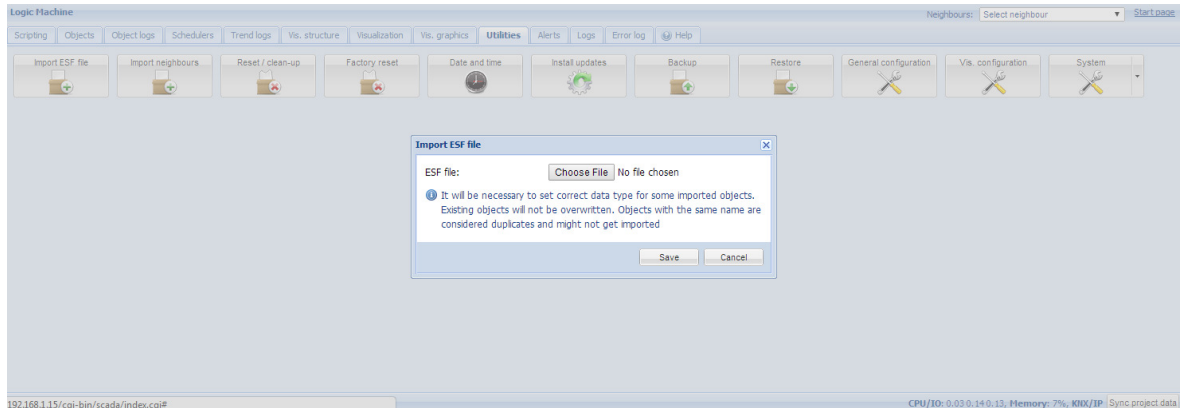 Logic Machine
Neighbours: Select neighbour Start page
Scripting Objects Object logs Schedulers Trend logs Vis. structure Visualization Vis. graphics Utilities Alerts Logs Error log Help
Import ESF file Import neighbours Reset / clean-up Factory reset Date and time Install updates Backup Restore General configuration Vis. configuration System
Import ESF file
ESF file: Choose File No file chosen
It will be necessary to set correct data type for some imported objects.
Existing objects will not be overwritten. Objects with the same name are
considered duplicates and might not get imported
Save Cancel
192.168.1.15/cgi-bin/scada/index.cgi#
CPU/IO: 0.03 0.14 0.13, Memory: 7%, KNX/IP Sync project data